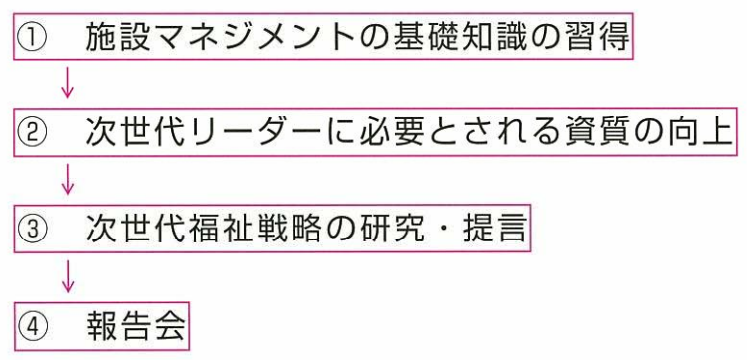 ① 施設マネジメントの基礎知識の習得
↓
② 次世代リーダーに必要とされる資質の向上
↓
③ 次世代福祉戦略の研究・提言
↓
④ 報告会